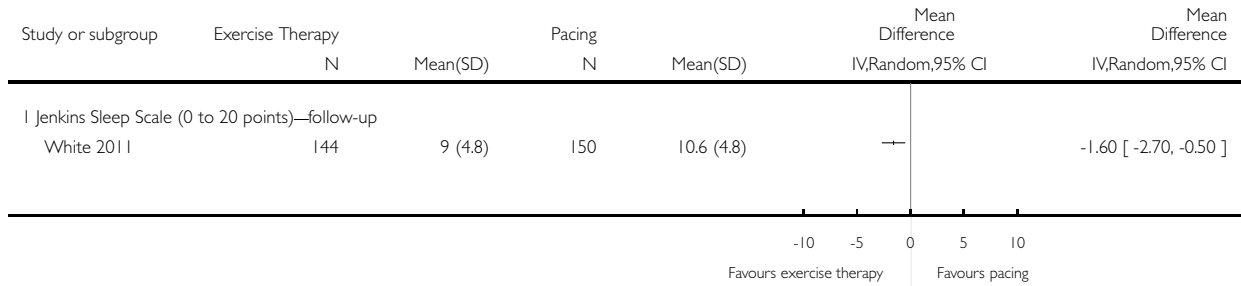 Mean Mean
Study or subgroup Exercise Therapy Pacing Difference Difference
N Mean(SD) N Mean(SD) IV,Random,95% CI IV,Random,95% CI
1 Jenkins Sleep Scale (0 to 20 points)—follow-up
White 2011 144 9 (4.8) 150 10.6 (4.8) -1.60 [ -2.70, -0.50 ]
-10 -5 0 5 10
Favours exercise therapy Favours pacing